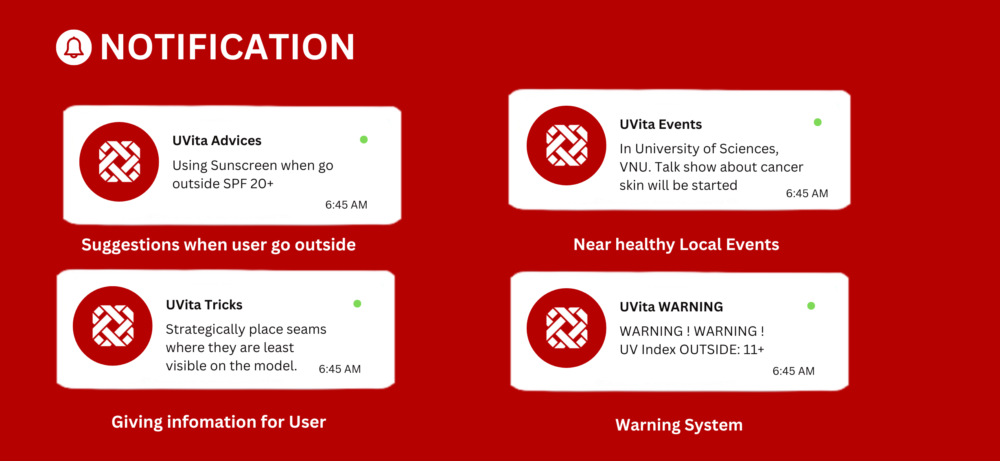 NOTIFICATION
UVita Advices
Using Sunscreen when go
outside SPF 20+
6:45 AM
Suggestions when user go outside
UVita Events
In University of Sciences,
VNU. Talk show about cancer
skin will be started
6:45 AM
Near healthy Local Events
UVita Tricks
Strategically place seams
where they are least
visible on the model.
6:45 AM
Giving infomation for User
UVita WARNING
WARNING ! WARNING !
UV Index OUTSIDE: 11+
6:45 AM
Warning System